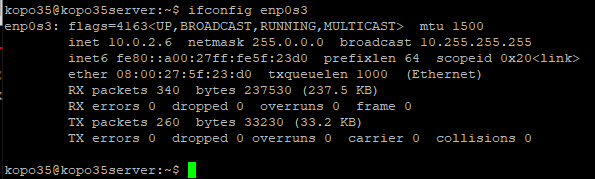 kopo35@kopo35server:~$ ifconfig enp0s3
enp0s3: flags=4163<UP,BROADCAST,RUNNING,MULTICAST>  mtu 1500
        inet 10.0.2.6  netmask 255.0.0.0  broadcast 10.255.255.255
        inet6 fe80::a00:27ff:fe5f:23d0  prefixlen 64  scopeid 0x20<link>
        ether 08:00:27:5f:23:d0  txqueuelen 1000  (Ethernet)
        RX packets 340  bytes 237530 (237.5 KB)
        RX errors 0  dropped 0  overruns 0  frame 0
        TX packets 260  bytes 33230 (33.2 KB)
        TX errors 0  dropped 0 overruns 0  carrier 0  collisions 0
kopo35@kopo35server:~$